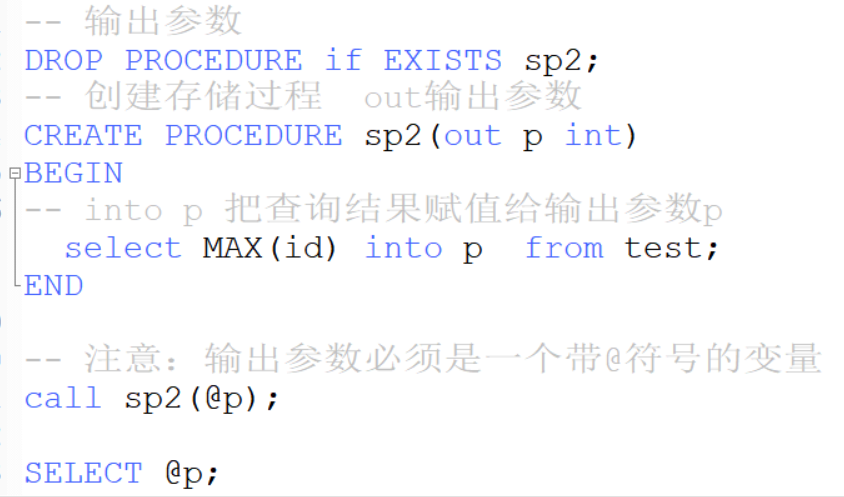 -- 输出参数
DROP PROCEDURE if EXISTS sp2;
-- 创建存储过程  out输出参数
CREATE PROCEDURE sp2(out p int)
BEGIN
-- into p 把查询结果赋值给输出参数p
  select MAX(id) into p  from test;
END
-- 注意：输出参数必须是一个带@符号的变量
call sp2(@p);
SELECT @p;